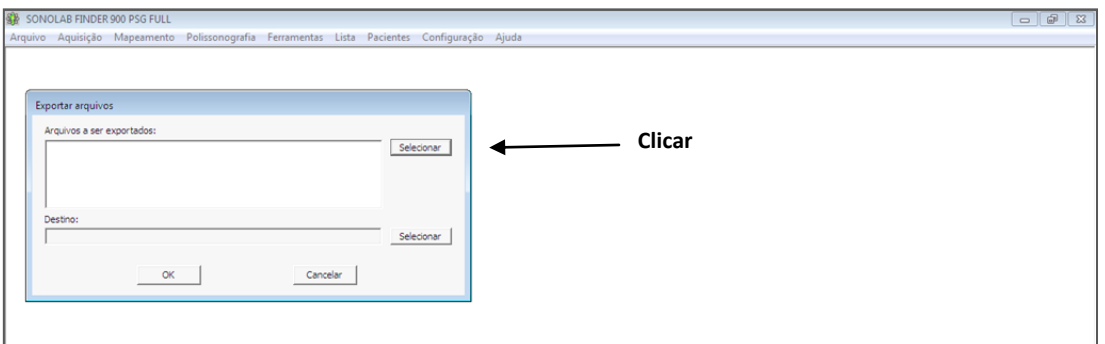 SONOLAB FINDER 900 PSG FULL
Arquivo Aquisição Mapeamento Polissonografia Ferramentas Lista Pacientes Configuração Ajuda
Exportar arquivos
Arquivos a ser exportados:
Selecionar
Clicar
Destino:
Selecionar
OK Cancelar